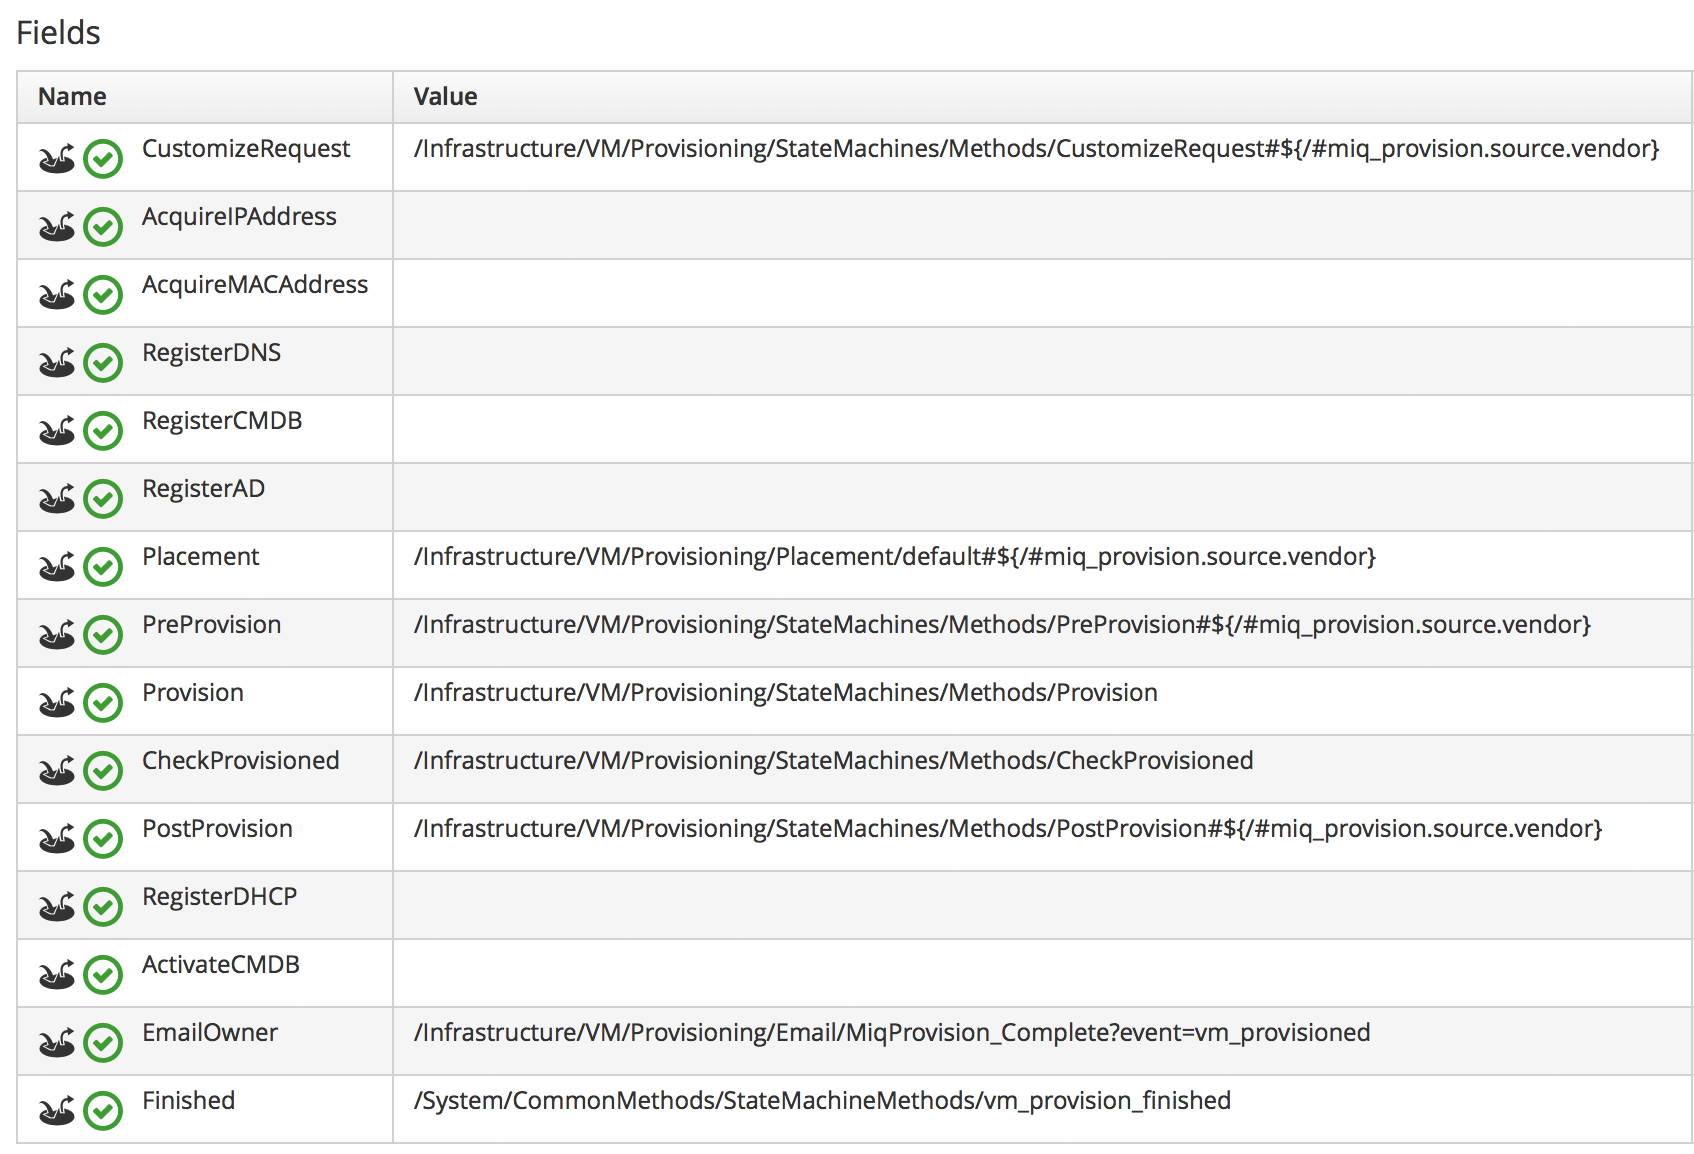 Fields
Name Value
CustomizeRequest /Infrastructure/VM/Provisioning/StateMachines/Methods/CustomizeRequest#${/#miq_provision.source.vendor}
AcquireIPAddress
AcquireMACAddress
RegisterDNS
RegisterCMDB
RegisterAD
Placement /Infrastructure/VM/Provisioning/Placement/default#${/#miq_provision.source.vendor}
PreProvision /Infrastructure/VM/Provisioning/StateMachines/Methods/PreProvision#${/#miq_provision.source.vendor}
Provision /Infrastructure/VM/Provisioning/StateMachines/Methods/Provision
CheckProvisioned /Infrastructure/VM/Provisioning/StateMachines/Methods/CheckProvisioned
PostProvision /Infrastructure/VM/Provisioning/StateMachines/Methods/PostProvision#${/#miq_provision.source.vendor}
RegisterDHCP
ActivateCMDB
EmailOwner /Infrastructure/VM/Provisioning/Email/MiqProvision_Complete?event=vm_provisioned
Finished /System/CommonMethods/StateMachineMethods/vm_provision_finished